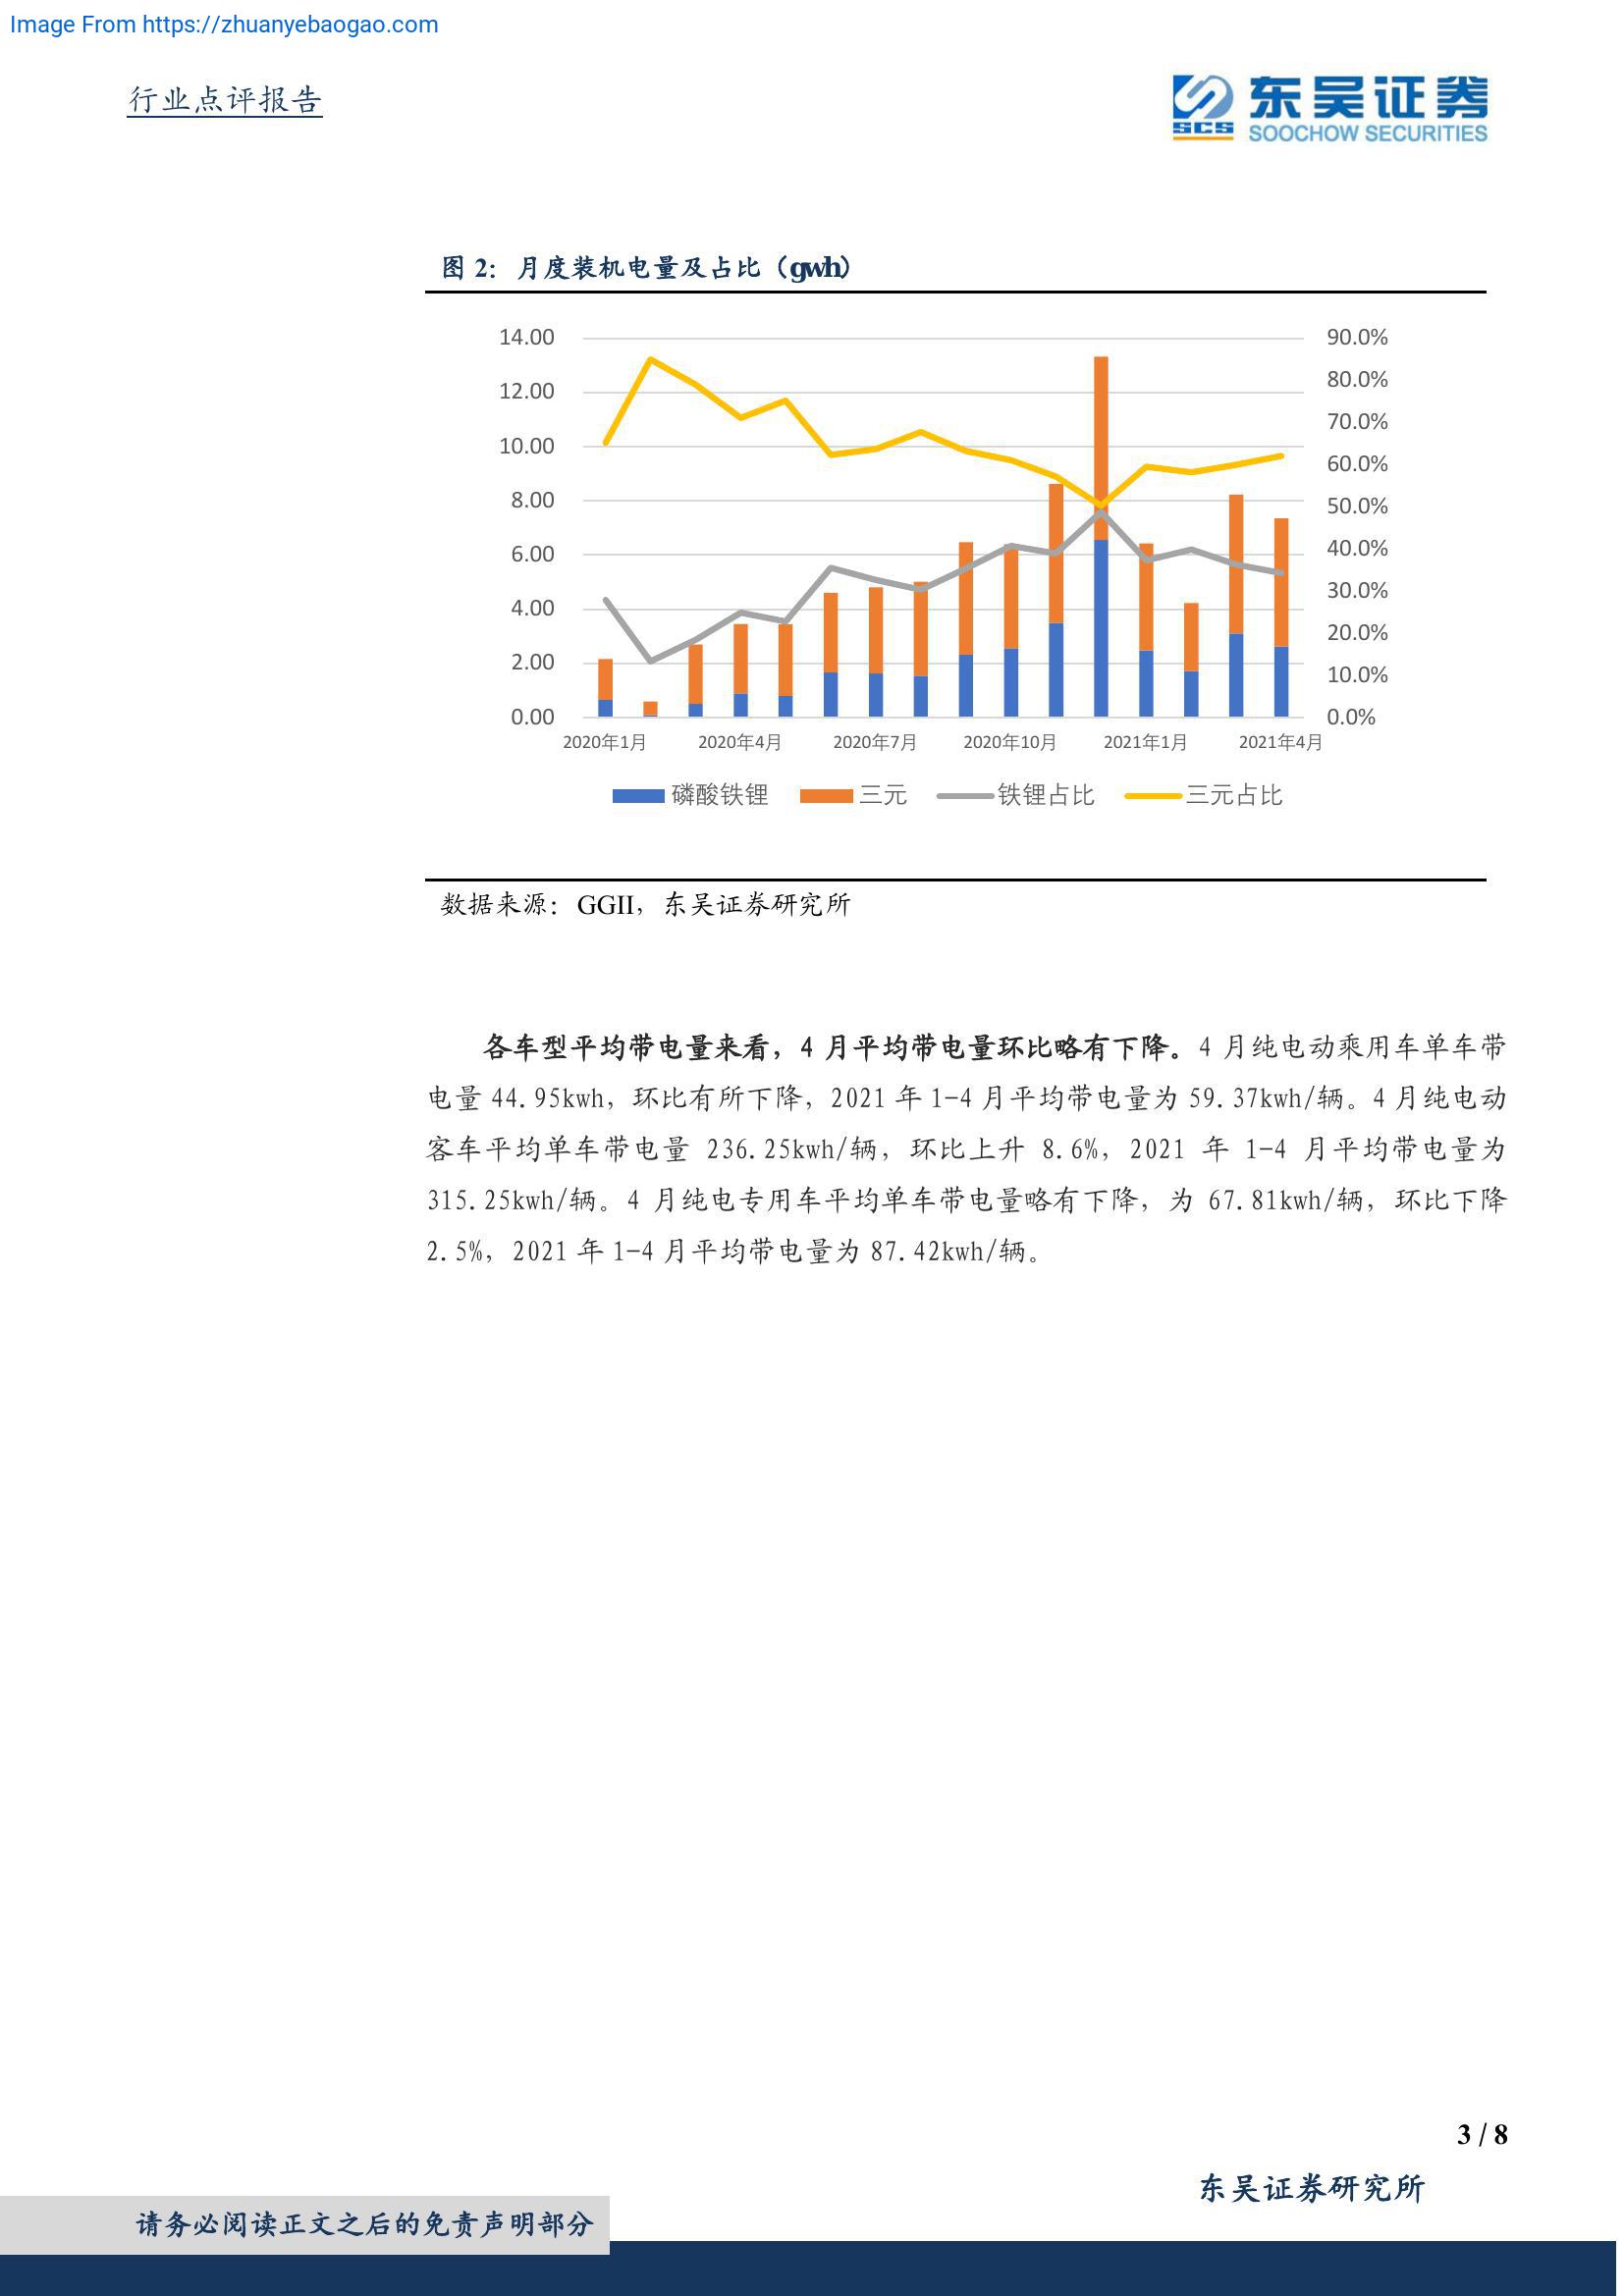 Image From https://zhuanyebaogao.com
行业点评报告
东吴证券
SCS
SOOCHOW SECURITIES
图 2：月度装机电量及占比（gwh）
14.00
12.00
10.00
8.00
6.00
4.00
2.00
0.00
90.0%
80.0%
70.0%
60.0%
50.0%
40.0%
30.0%
20.0%
10.0%
0.0%
2020年1月 2020年4月 2020年7月 2020年10月 2021年1月 2021年4月
磷酸铁锂 三元 铁锂占比 三元占比
数据来源：GGII，东吴证券研究所
各车型平均带电量来看，4 月平均带电量环比略有下降。4 月纯电动乘用车单车带
电量 44.95kwh，环比有所下降，2021 年 1-4 月平均带电量为 59.37kwh/辆。4 月纯电动
客车平均单车带电量 236.25kwh/辆，环比上升 8.6%，2021 年 1-4 月平均带电量为
315.25kwh/辆。4 月纯电专用车平均单车带电量略有下降，为 67.81kwh/辆，环比下降
2.5%，2021 年 1-4 月平均带电量为 87.42kwh/辆。
3 / 8
东吴证券研究所
请务必阅读正文之后的免责声明部分